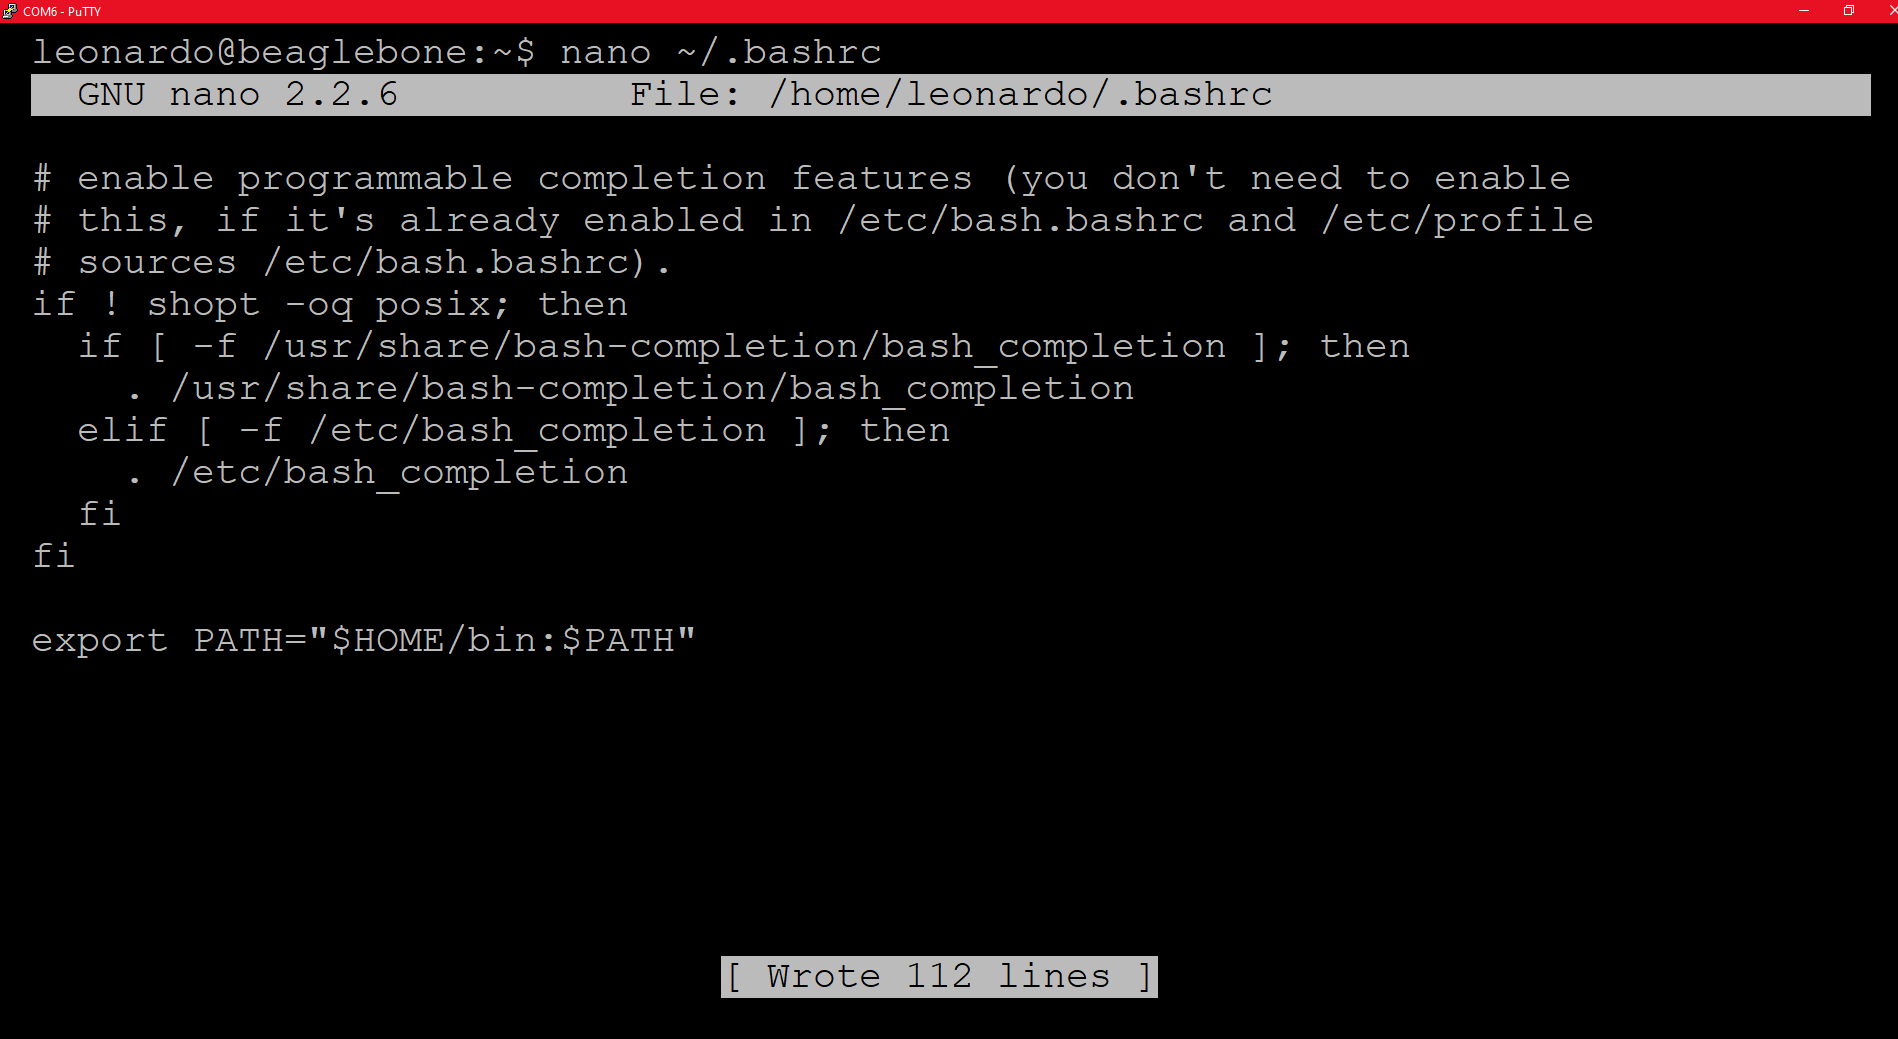 COM6 - PuTTY
leonardo@beaglebone:~$ nano ~/.bashrc
  GNU nano 2.2.6          File: /home/leonardo/.bashrc

# enable programmable completion features (you don't need to enable
# this, if it's already enabled in /etc/bash.bashrc and /etc/profile
# sources /etc/bash.bashrc).
if ! shopt -oq posix; then
  if [ -f /usr/share/bash-completion/bash_completion ]; then
    . /usr/share/bash-completion/bash_completion
  elif [ -f /etc/bash_completion ]; then
    . /etc/bash_completion
  fi
fi

export PATH="$HOME/bin:$PATH"

[ Wrote 112 lines ]